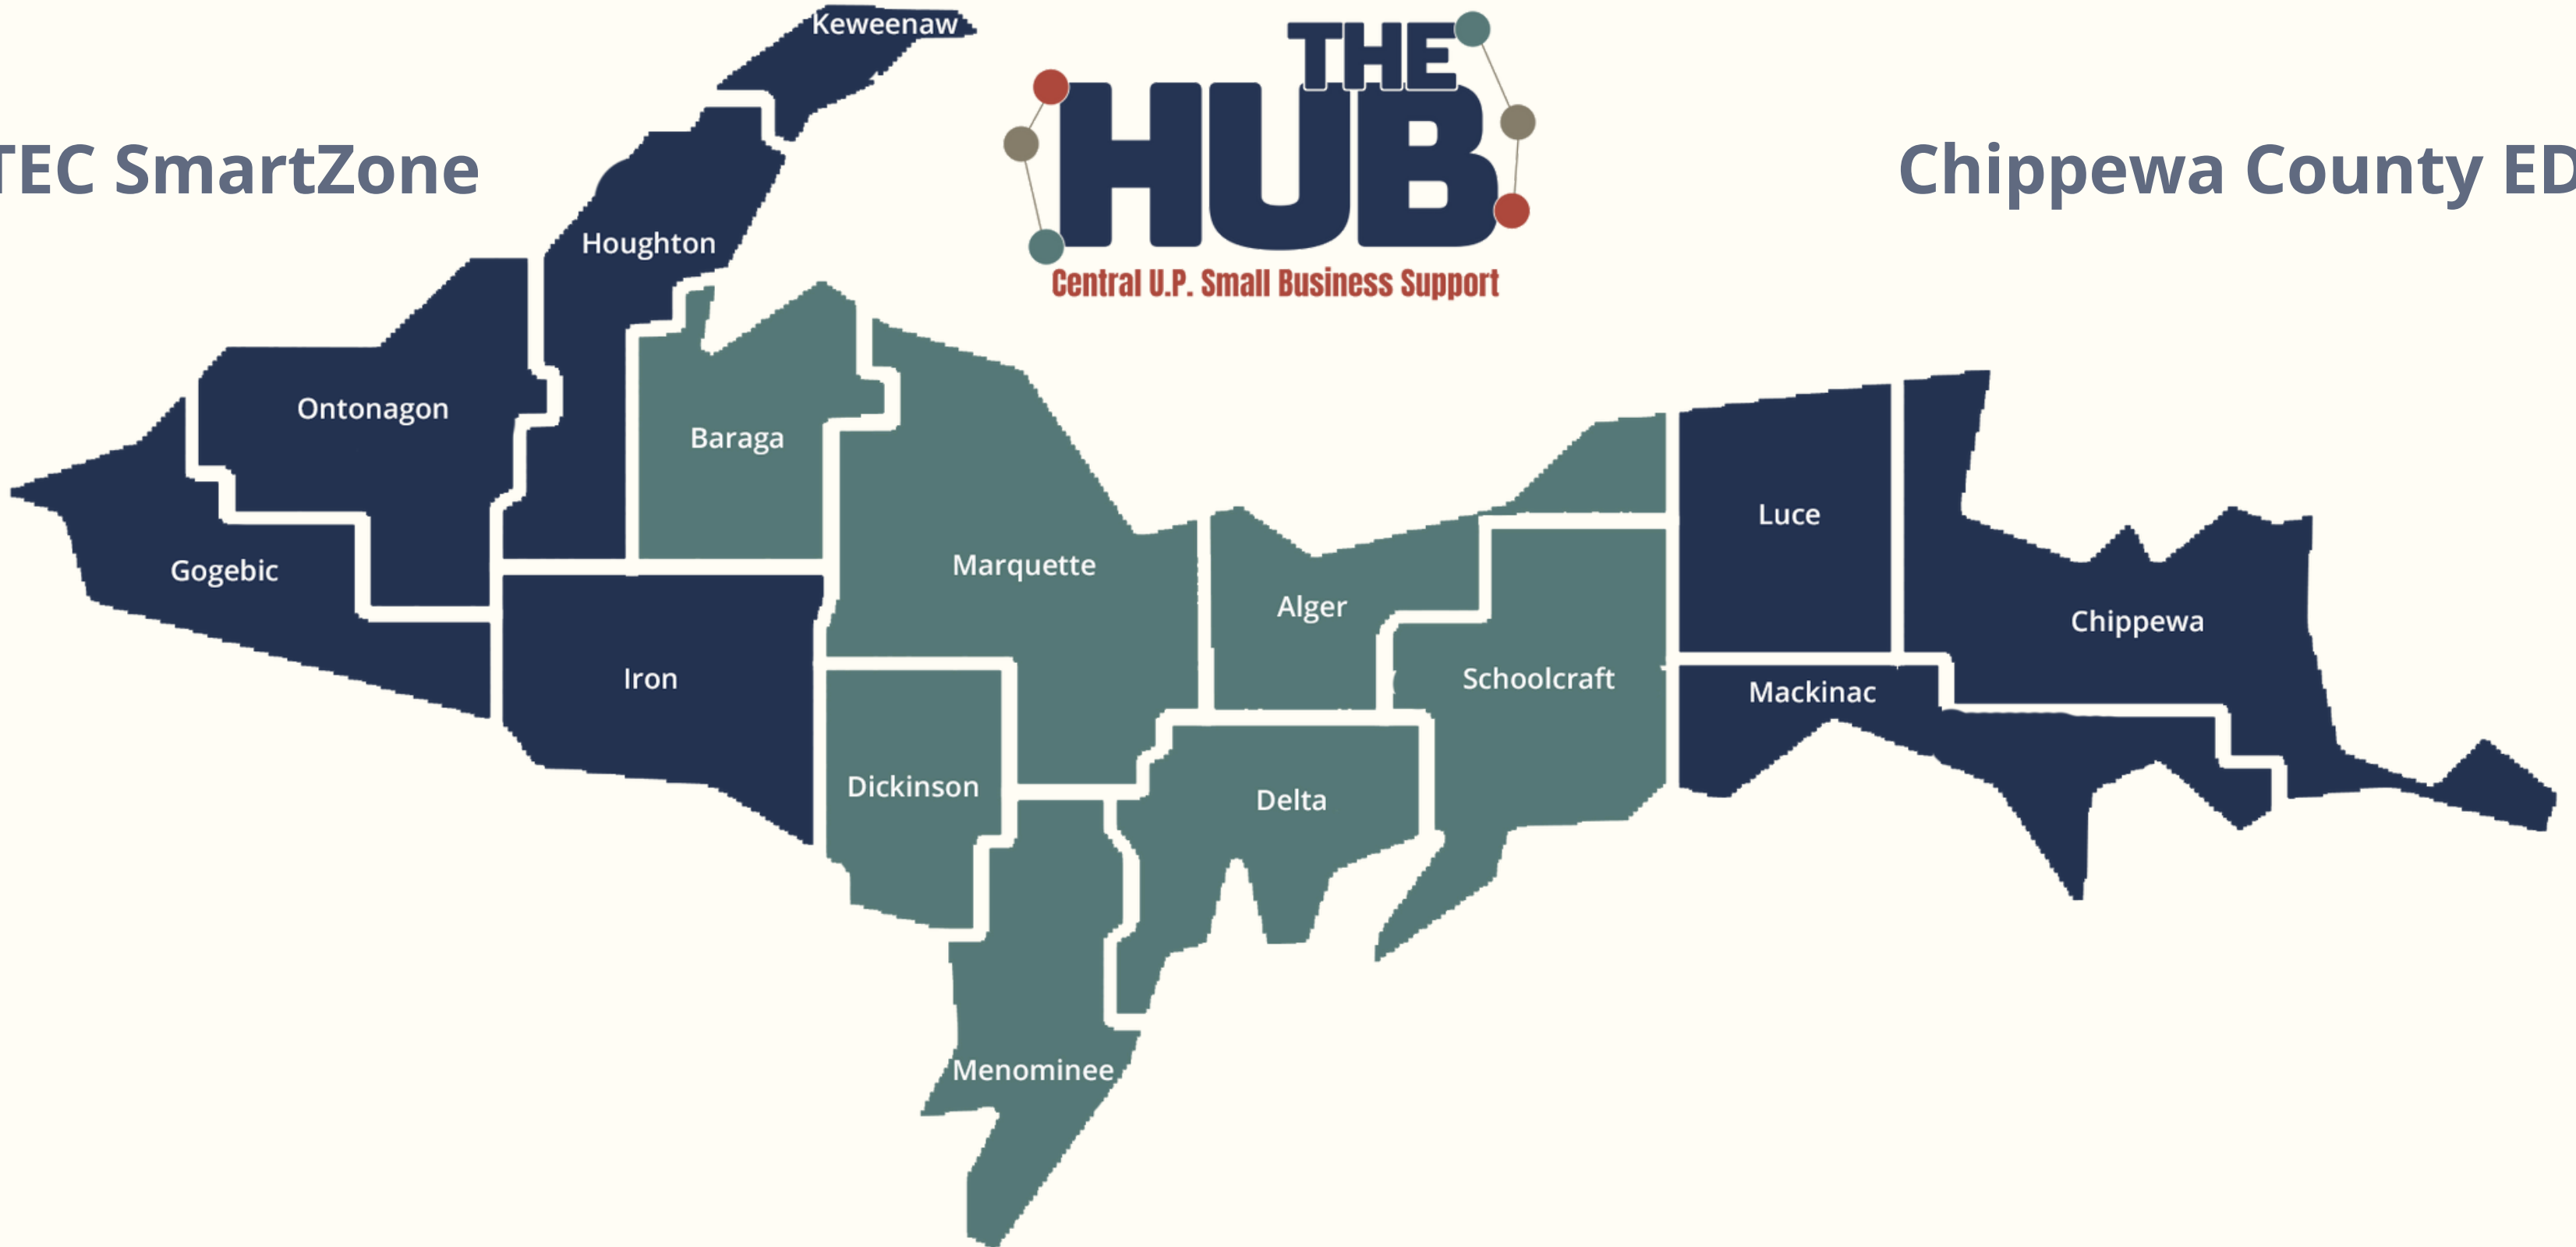 Keweenaw
THE
HUB
Central U.P. Small Business Support
TEC SmartZone
Chippewa County ED
Houghton
Ontonagon
Baraga
Gogebic
Marquette
Luce
Alger
Chippewa
Iron
Schoolcraft
Mackinac
Dickinson
Delta
Menominee